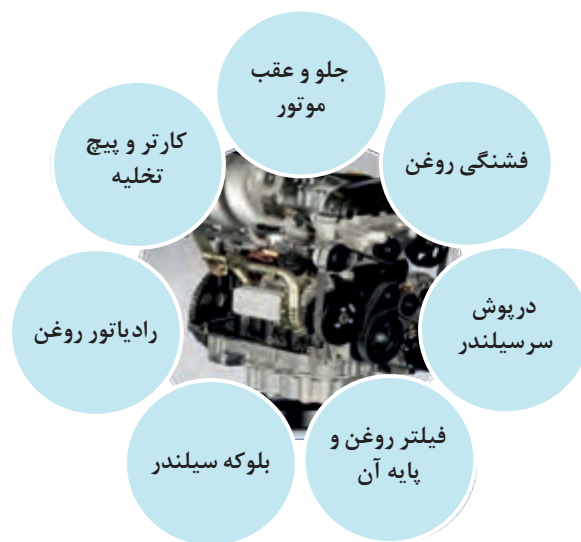 جلو و عقب
موتور
فشنگی روغن
درپوش
سرسیلندر
فیلتر روغن و
پایه آن
بلوکه سیلندر
رادیاتور روغن
کارتر و پیچ
تخلیه